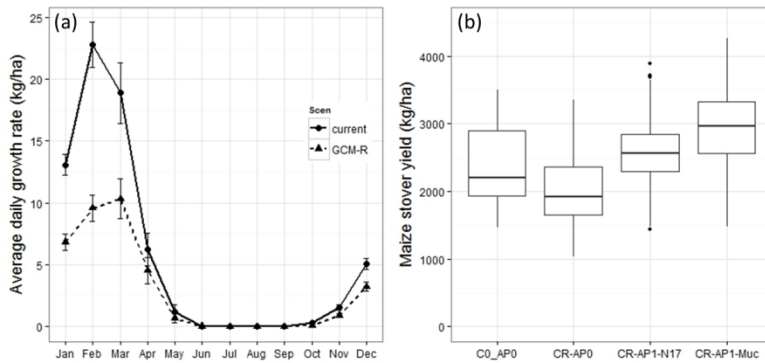 (a)
Average daily growth rate (kg/ha)
25
20
15
10
5
0
Scen
current
GCM-R
Jan Feb Mar Apr May Jun Jul Aug Sep Oct Nov Dec
(b)
Maize stover yield (kg/ha)
4000
3000
2000
1000
0
C0_AP0 CR-AP0 CR-AP1-N17 CR-AP1-Muc